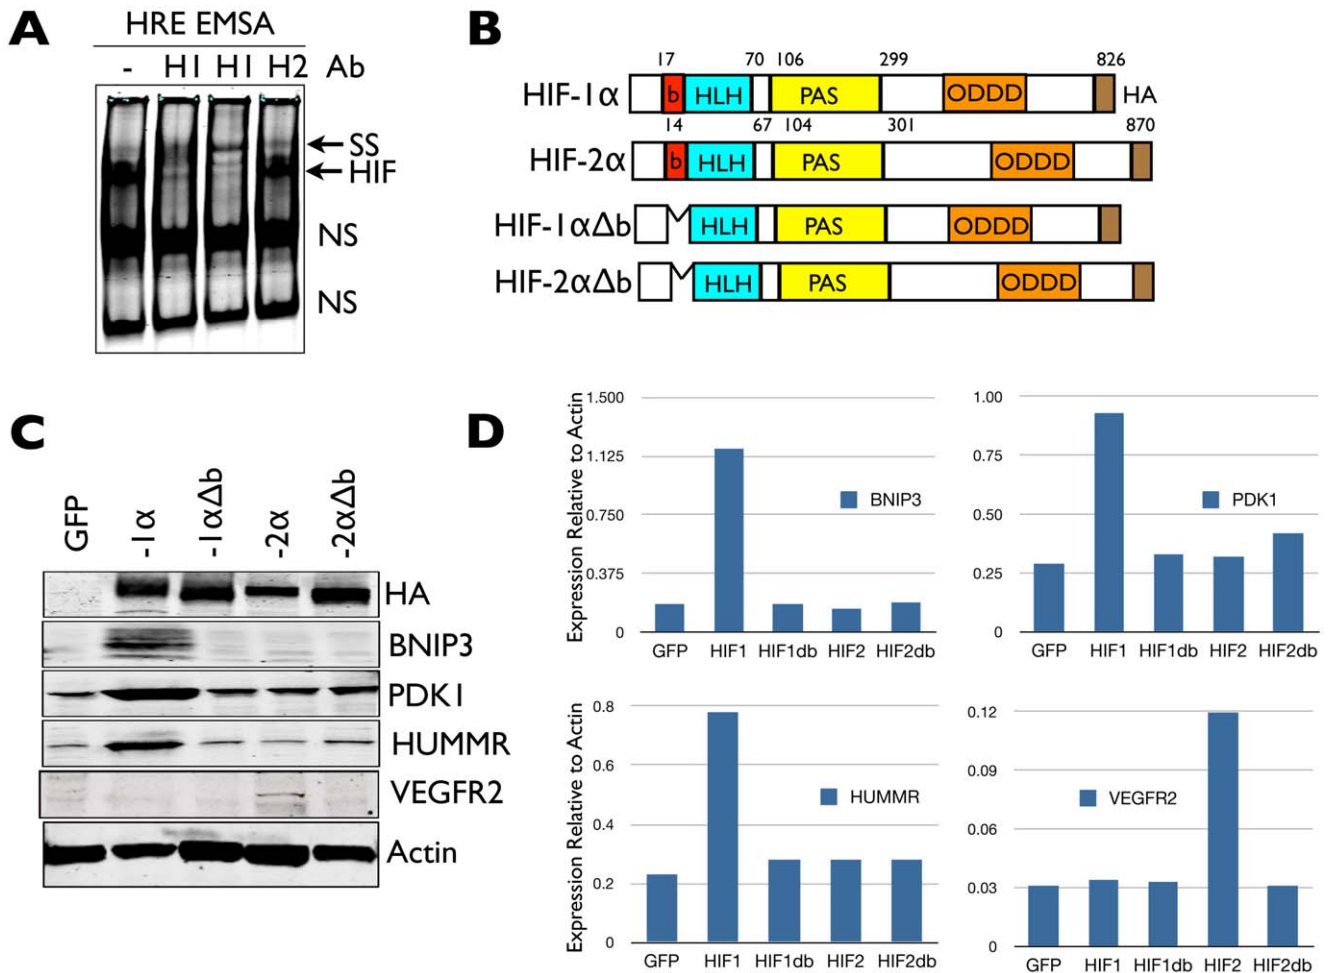 A
HRE EMSA
- H1 H1 H2 Ab
SS
HIF
NS
NS
B
17 70 106 299 826
HIF-1α b HLH PAS ODDD HA
14 67 104 301 870
HIF-2α b HLH PAS ODDD
HIF-1αΔb HLH PAS ODDD
HIF-2αΔb HLH PAS ODDD
C
GFP -1α -1αΔb -2α -2αΔb
HA
BNIP3
PDK1
HUMMR
VEGFR2
Actin
D
Expression Relative to Actin
1.500
1.125
0.750
0.375
0
BNIP3
GFP HIF1 HIF1db HIF2 HIF2db
1.00
0.75
0.50
0.25
0
PDK1
GFP HIF1 HIF1db HIF2 HIF2db
Expression Relative to Actin
0.8
0.6
0.4
0.2
0
HUMMR
GFP HIF1 HIF1db HIF2 HIF2db
0.12
0.09
0.06
0.03
0
VEGFR2
GFP HIF1 HIF1db HIF2 HIF2db